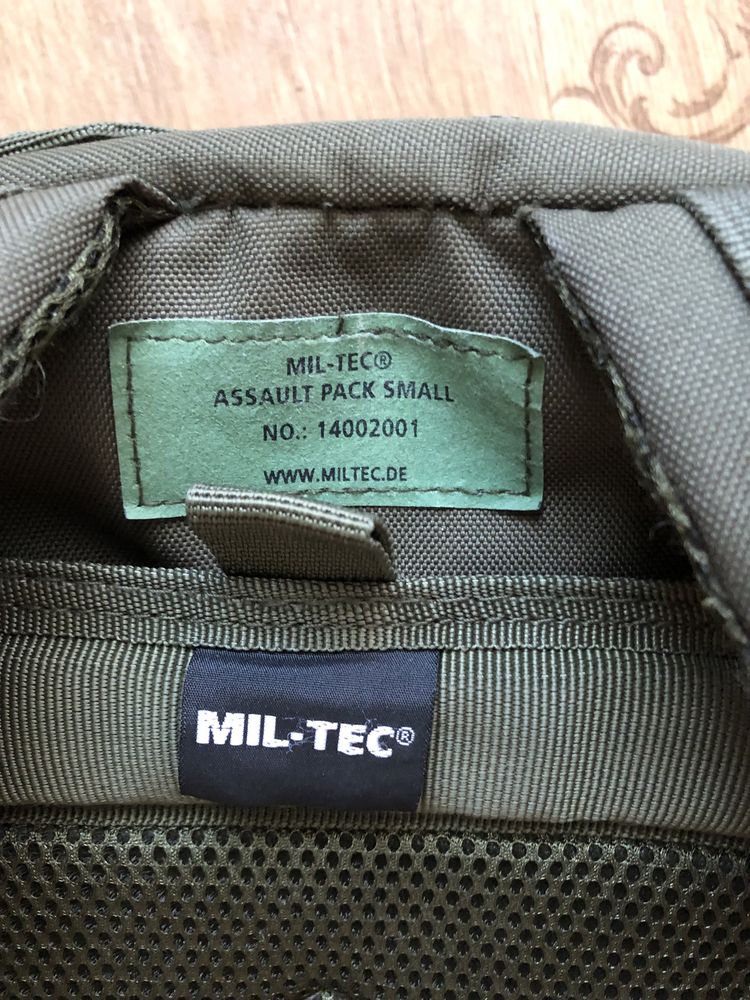 MIL-TEC®
ASSAULT PACK SMALL
NO.: 14002001
WWW.MILTEC.DE
MIL-TEC®